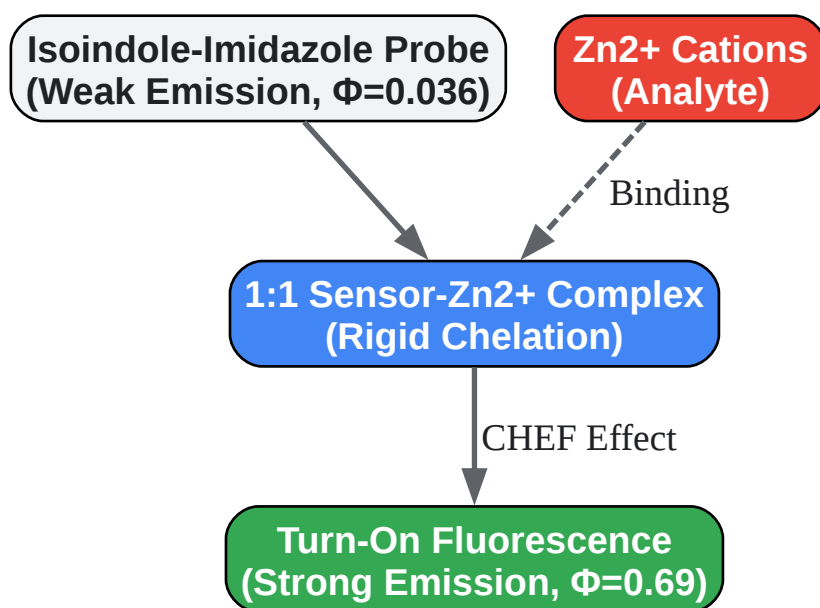 Isoindole-Imidazole Probe
(Weak Emission, Φ=0.036)
Zn2+ Cations
(Analyte)
Binding
1:1 Sensor-Zn2+ Complex
(Rigid Chelation)
CHEF Effect
Turn-On Fluorescence
(Strong Emission, Φ=0.69)